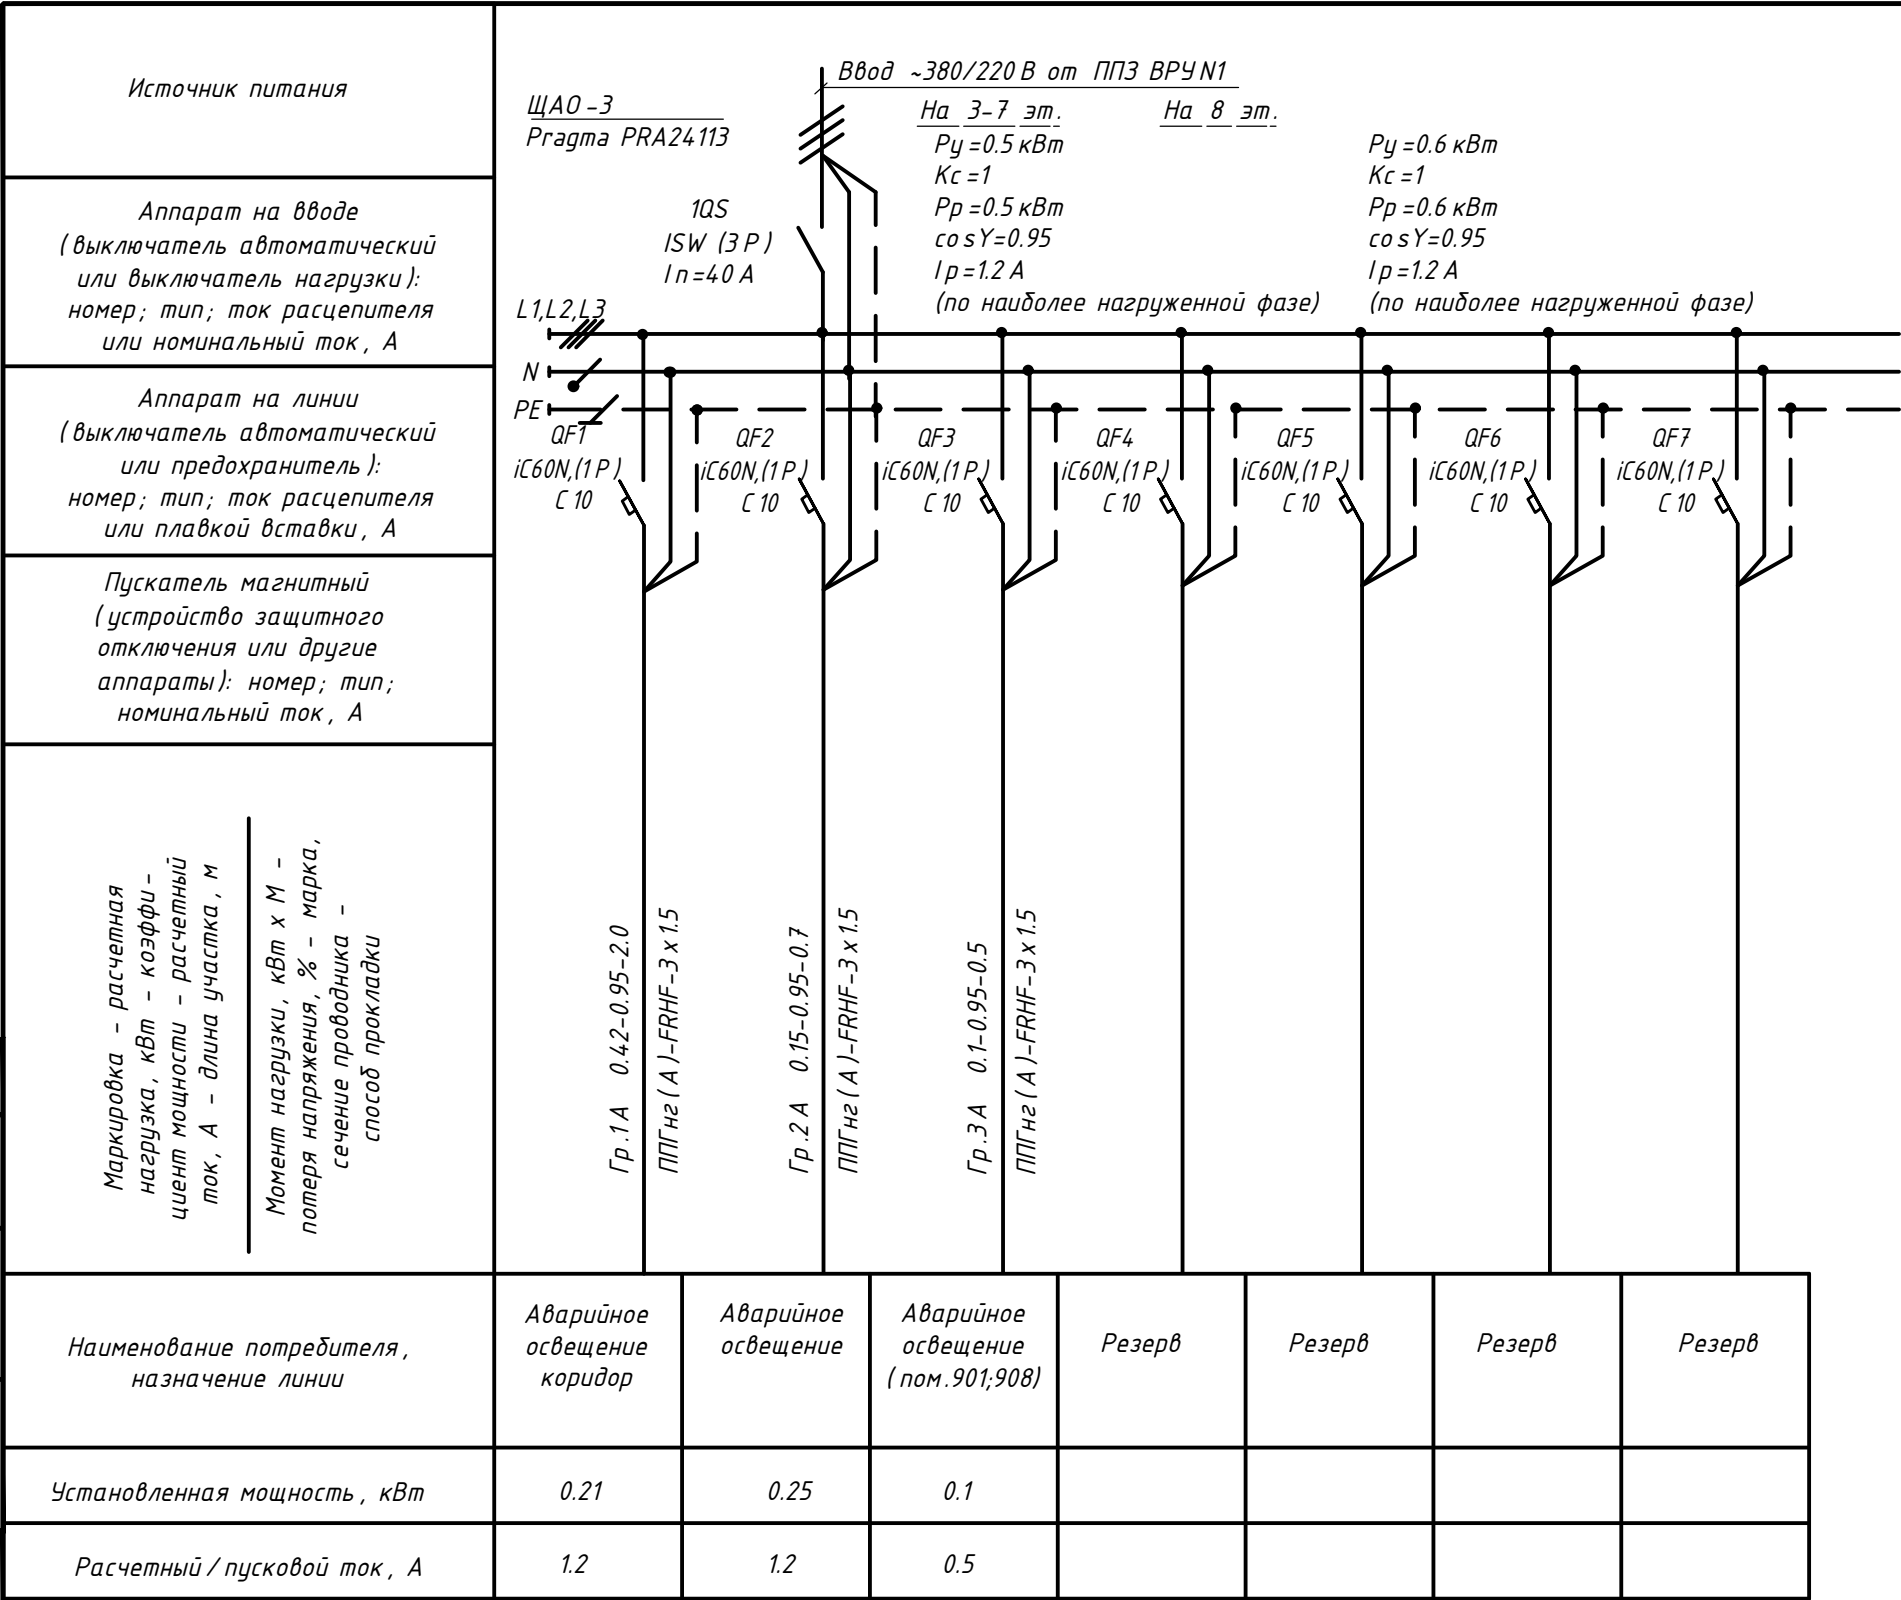 Источник питания
ЩАО-3
Pragma PRA24113
Ввод ~380/220 В от ПП3 ВРУ N1
На 3-7 эт.
На 8 эт.
Ру=0.5 кВт
Кс=1
Рр=0.5 кВт
cosY=0.95
Iр=1.2 А
(по наиболее нагруженной фазе)
Ру=0.6 кВт
Кс=1
Рр=0.6 кВт
cosY=0.95
Iр=1.2 А
(по наиболее нагруженной фазе)
Аппарат на вводе
(выключатель автоматический
или выключатель нагрузки):
номер; тип; ток расцепителя
или номинальный ток, А
1QS
ISW (3P)
In=40 А
L1,L2,L3
N
PE
Аппарат на линии
(выключатель автоматический
или предохранитель):
номер; тип; ток расцепителя
или плавкой вставки, А
QF1
iC60N,(1P)
C 10
QF2
iC60N,(1P)
C 10
QF3
iC60N,(1P)
C 10
QF4
iC60N,(1P)
C 10
QF5
iC60N,(1P)
C 10
QF6
iC60N,(1P)
C 10
QF7
iC60N,(1P)
C 10
Пускатель магнитный
(устройство защитного
отключения или другие
аппараты): номер; тип;
номинальный ток, А
Маркировка - расчетная
нагрузка, кВт - коэффи-
циент мощности - расчетный
ток, А - длина участка, м
Момент нагрузки, кВт х М -
потеря напряжения, % - марка,
сечение проводника -
способ прокладки
Гр.1А 0.42-0.95-2.0
ППГнг(А)-FRHF-3х1.5
Гр.2А 0.15-0.95-0.7
ППГнг(А)-FRHF-3х1.5
Гр.3А 0.1-0.95-0.5
ППГнг(А)-FRHF-3х1.5
Наименование потребителя,
назначение линии
Аварийное
освещение
коридор
Аварийное
освещение
Аварийное
освещение
(пом.901;908)
Резерв
Резерв
Резерв
Резерв
Установленная мощность, кВт
0.21
0.25
0.1
Расчетный/пусковой ток, А
1.2
1.2
0.5